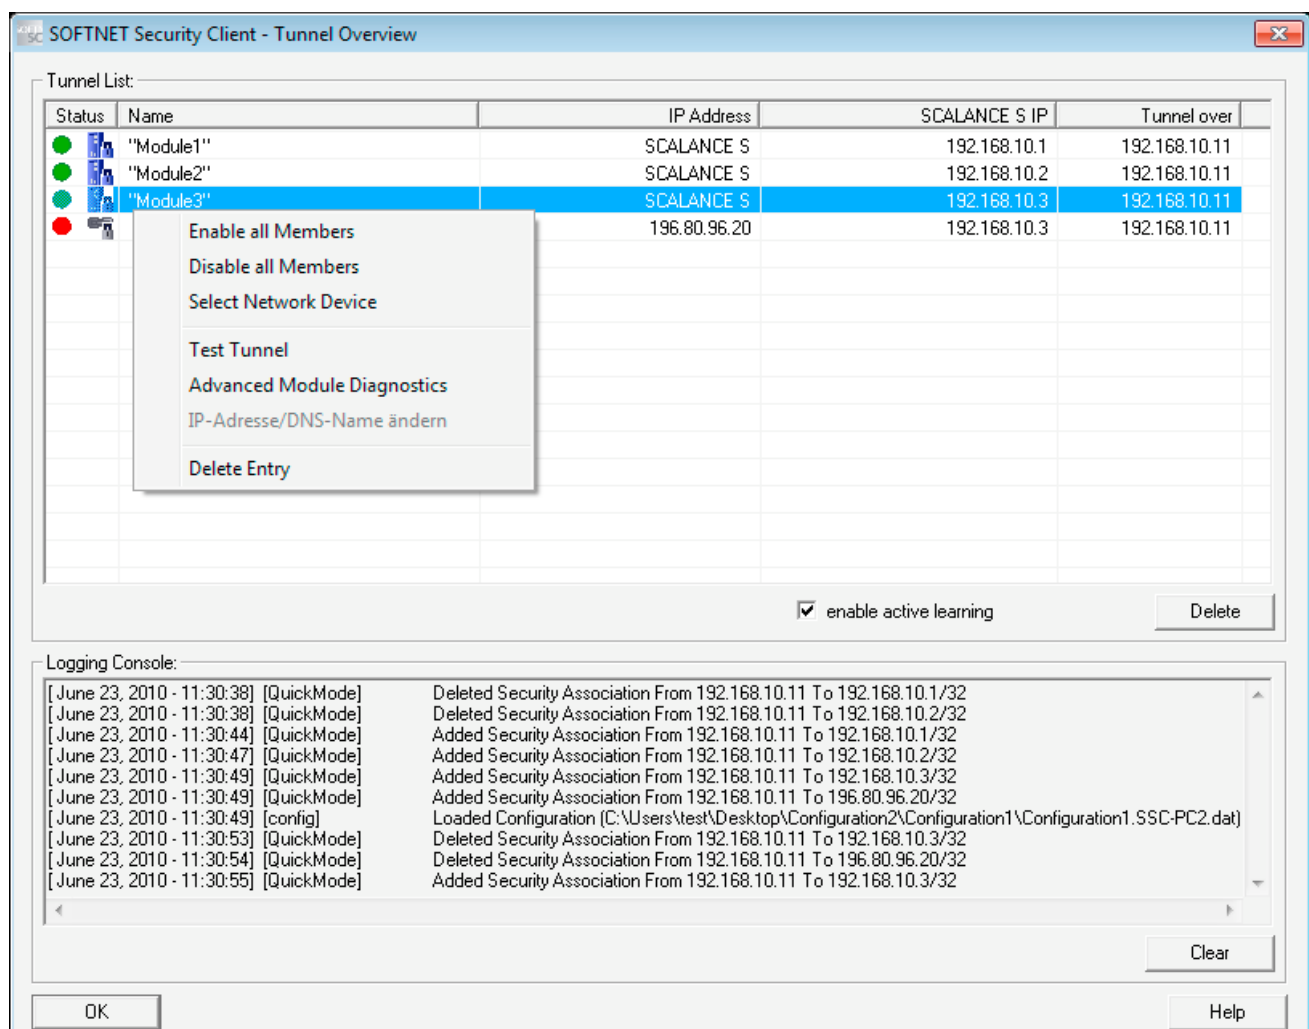 SOFTNET Security Client - Tunnel Overview
Tunnel List:
Status Name IP Address SCALANCE S IP Tunnel over
"Module1" SCALANCE S 192.168.10.1 192.168.10.11
"Module2" SCALANCE S 192.168.10.2 192.168.10.11
"Module3" SCALANCE S 192.168.10.3 192.168.10.11
196.80.96.20 192.168.10.3 192.168.10.11
Enable all Members
Disable all Members
Select Network Device
Test Tunnel
Advanced Module Diagnostics
IP-Adresse/DNS-Name ändern
Delete Entry
enable active learning Delete
Logging Console:
[ June 23, 2010 - 11:30:38] [QuickMode] Deleted Security Association From 192.168.10.11 To 192.168.10.1/32
[ June 23, 2010 - 11:30:38] [QuickMode] Deleted Security Association From 192.168.10.11 To 192.168.10.2/32
[ June 23, 2010 - 11:30:44] [QuickMode] Added Security Association From 192.168.10.11 To 192.168.10.1/32
[ June 23, 2010 - 11:30:47] [QuickMode] Added Security Association From 192.168.10.11 To 192.168.10.2/32
[ June 23, 2010 - 11:30:49] [QuickMode] Added Security Association From 192.168.10.11 To 192.168.10.3/32
[ June 23, 2010 - 11:30:49] [QuickMode] Added Security Association From 192.168.10.11 To 196.80.96.20/32
[ June 23, 2010 - 11:30:49] [config] Loaded Configuration (C:\Users\test\Desktop\Configuration2\Configuration1\Configuration1.SSC-PC2.dat)
[ June 23, 2010 - 11:30:53] [QuickMode] Deleted Security Association From 192.168.10.11 To 192.168.10.3/32
[ June 23, 2010 - 11:30:54] [QuickMode] Deleted Security Association From 192.168.10.11 To 196.80.96.20/32
[ June 23, 2010 - 11:30:55] [QuickMode] Added Security Association From 192.168.10.11 To 192.168.10.3/32
Clear
OK Help